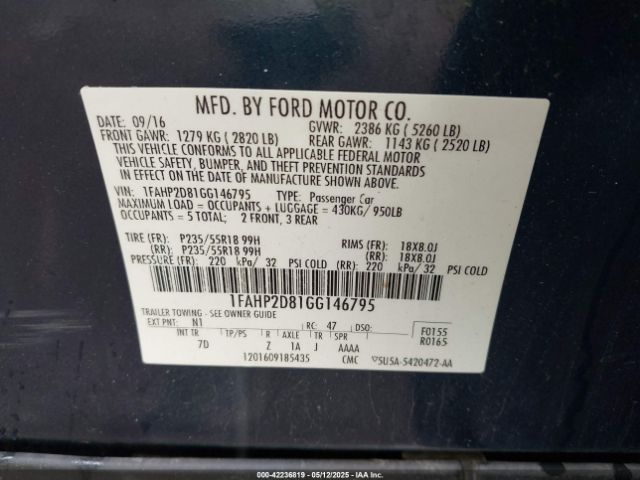 MFD. BY FORD MOTOR CO.
DATE: 09/16 GVWR: 2386 KG ( 5260 LB)
FRONT GAWR: 1279 KG ( 2820 LB) REAR GAWR: 1143 KG ( 2520 LB)
THIS VEHICLE CONFORMS TO ALL APPLICABLE FEDERAL MOTOR
VEHICLE SAFETY, BUMPER, AND THEFT PREVENTION STANDARDS
IN EFFECT ON THE DATE OF MANUFACTURE SHOWN ABOVE.
VIN: 1FAHP2D81GG146795 TYPE: Passenger Car
MAXIMUM LOAD = OCCUPANTS + LUGGAGE = 430KG/ 950LB
OCCUPANTS = 5 TOTAL; 2 FRONT, 3 REAR
TIRE (FR): P235/55R18 99H RIMS (FR): 18X8.0J
(RR): P235/55R18 99H (RR): 18X8.0J
PRESSURE (FR): 220 kPa/ 32 PSI COLD (RR): 220 kPa/ 32 PSI COLD
1FAHP2D81GG146795
TRAILER TOWING - SEE OWNER GUIDE
EXT PNT: N1 RC: 47 DSO: F0155
INT TR TP/PS R AXLE TR SPR R0165
7D Z 1A J AAAA
1201609185435 CMC ▽5U5A-5420472-AA
000-42236819 - 05/12/2025 - IAAI, Inc.